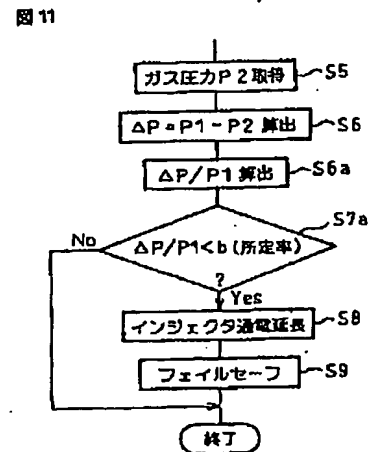 図11
ガス圧力P2取得 S5
ΔP=P1-P2 算出 S6
ΔP/P1 算出 S6a
S7a
No ΔP/P1<b(所定率)
?
Yes
インジェクタ通電延長 S8
フェイルセーフ S9
終了